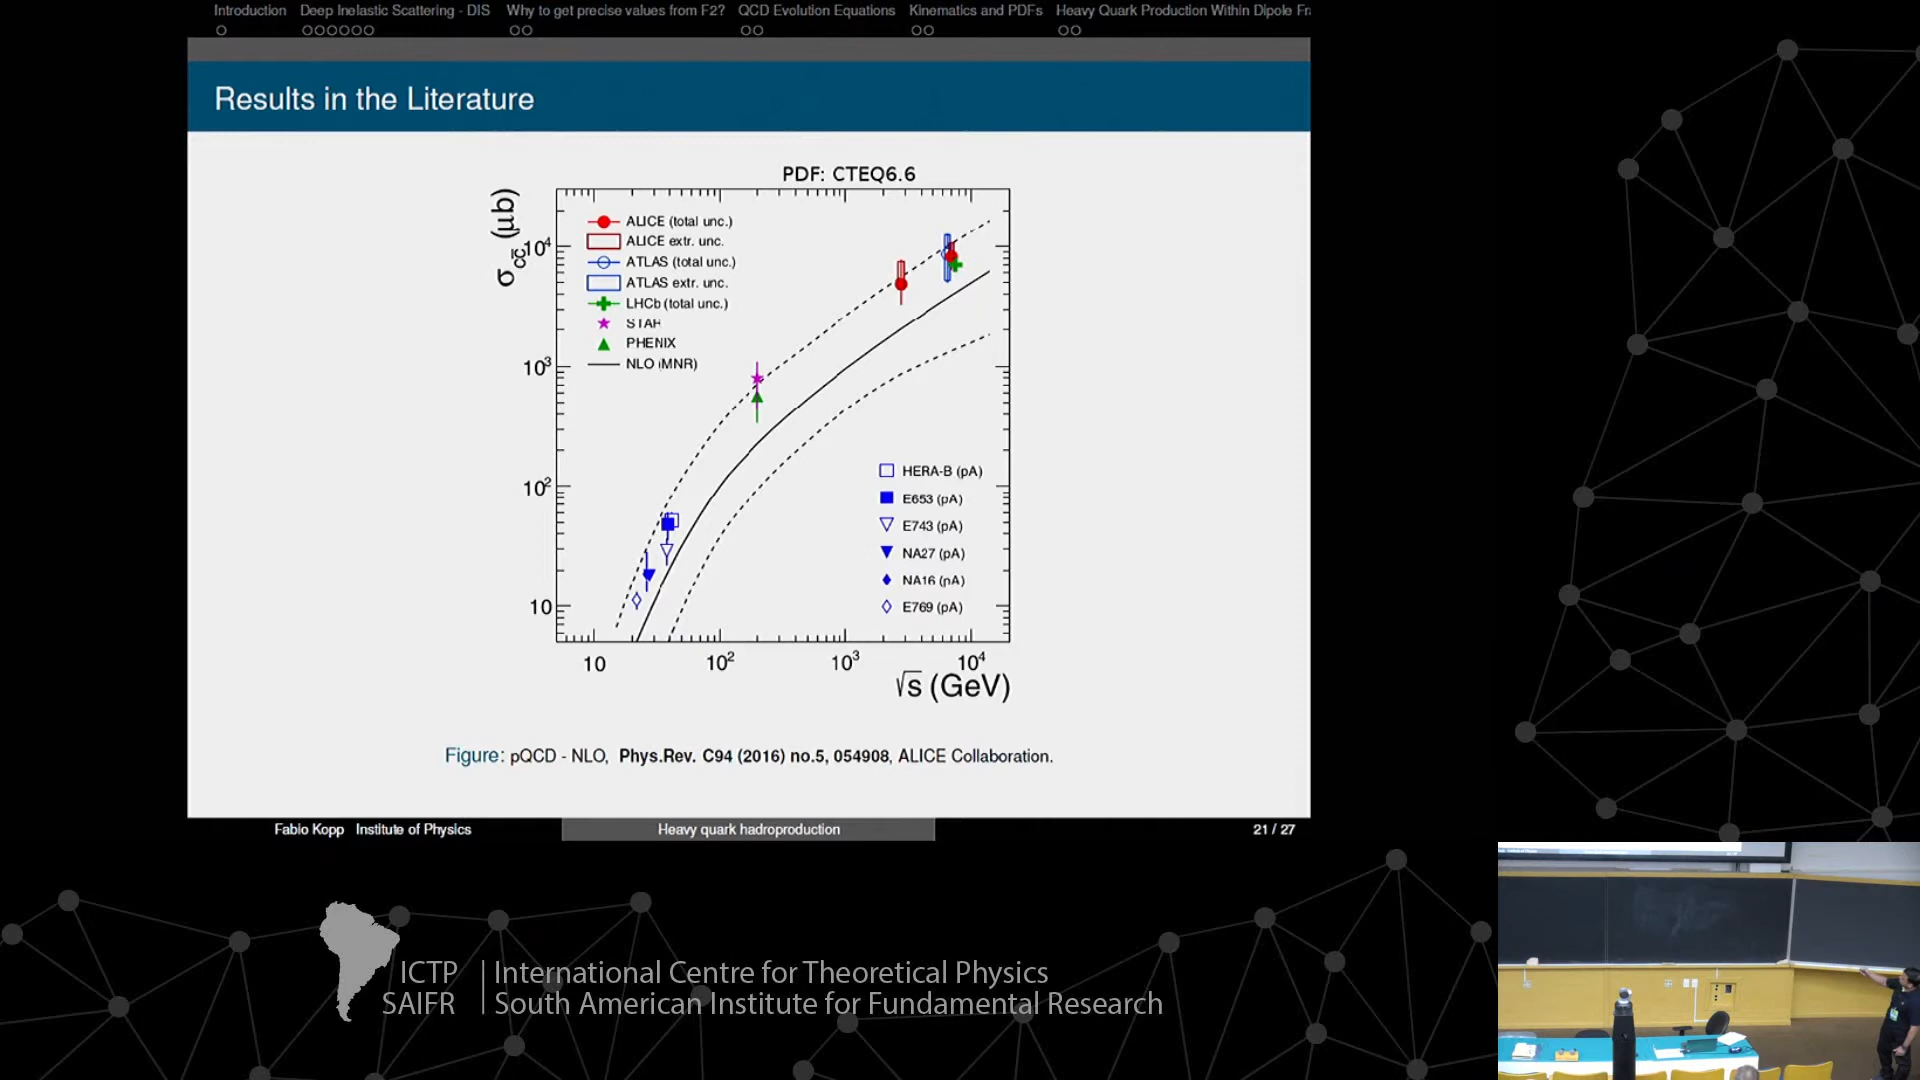 Introduction Deep Inelastic Scattering - DIS Why to get precise values from F2? QCD Evolution Equations Kinematics and PDFs Heavy Quark Production Within Dipole Fr
Results in the Literature
PDF: CTEQ6.6
σcc̄ (μb)
ALICE (total unc.)
ALICE extr. unc.
ATLAS (total unc.)
ATLAS extr. unc.
LHCb (total unc.)
STAR
PHENIX
NLO (MNR)
10⁴
10³
10²
10
HERA-B (pA)
E653 (pA)
E743 (pA)
NA27 (pA)
NA16 (pA)
E769 (pA)
10 10² 10³ 10⁴
√s (GeV)
Figure: pQCD - NLO, Phys.Rev. C94 (2016) no.5, 054908, ALICE Collaboration.
Fabio Kopp Institute of Physics Heavy quark hadroproduction 21 / 27
ICTP | International Centre for Theoretical Physics
SAIFR | South American Institute for Fundamental Research